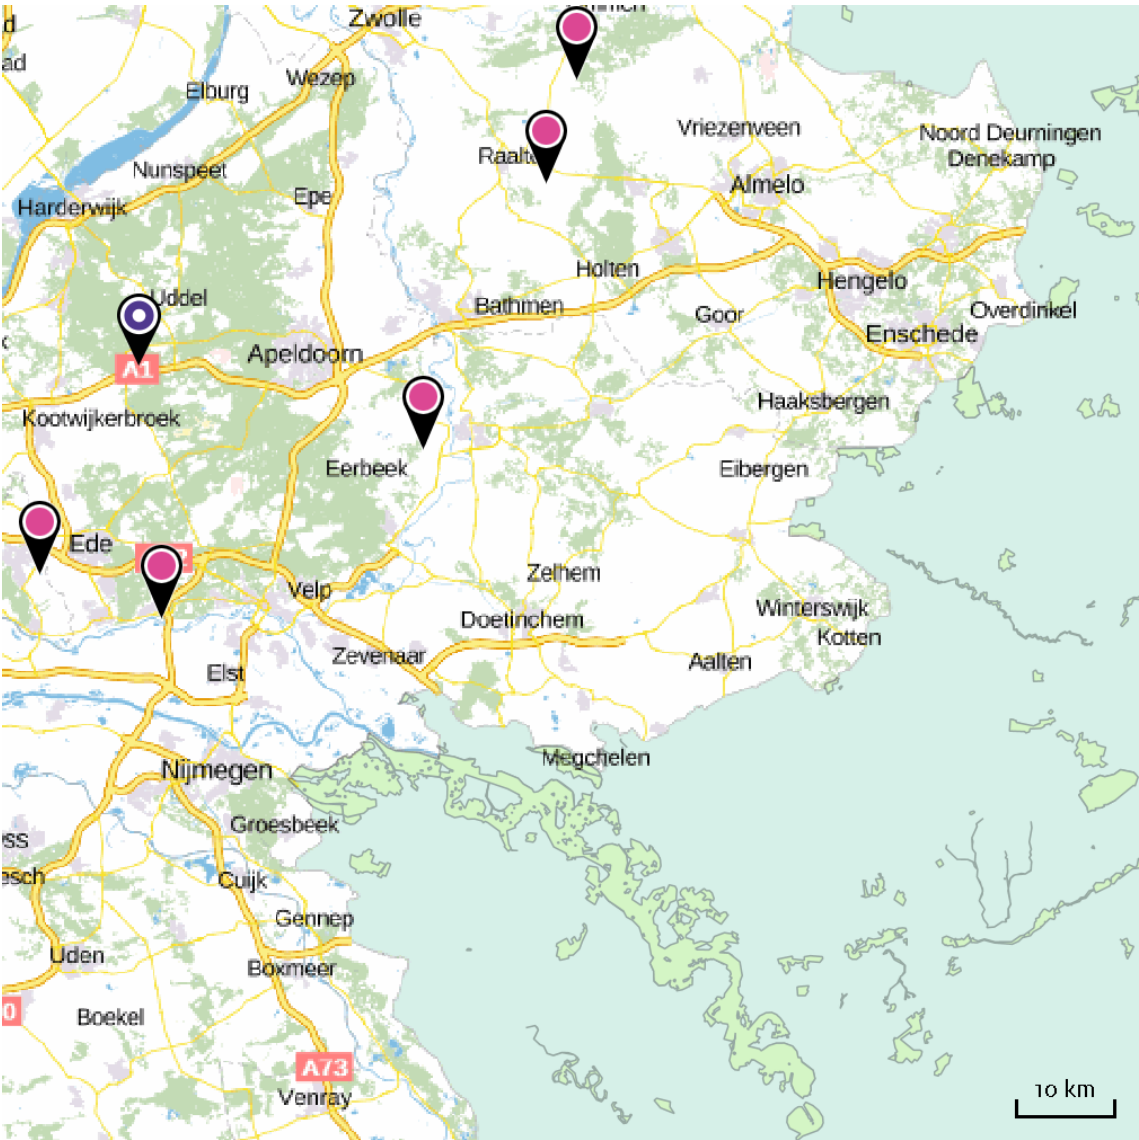 Zwolle
Wezep
Elburg
Vriezenveen
Noord Deurningen
Denekamp
Nunspeet
Almelo
Epe
Harderwijk
Holten
Hengelo
Uddel
Bathmen
Goor
Overdinkel
Enschede
Apeldoorn
A1
Haaksbergen
Kootwijkerbroek
Eerbeek
Eibergen
Ede
Zelhem
Velp
Winterswijk
Doetinchem
Kotten
Zevenaar
Aalten
Elst
Megchelen
Nijmegen
Groesbeek
Cuijk
Gennep
Uden
Boxmeer
Boekel
A73
Venray
10 km